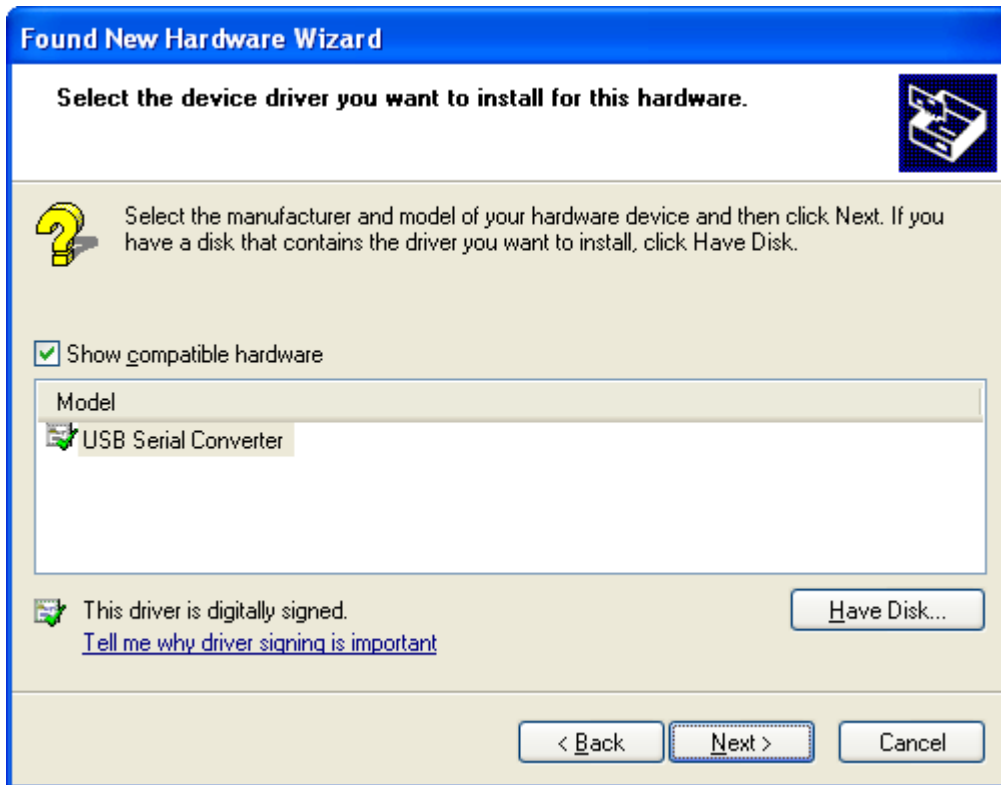 Found New Hardware Wizard
Select the device driver you want to install for this hardware.
Select the manufacturer and model of your hardware device and then click Next. If you
have a disk that contains the driver you want to install, click Have Disk.
Show compatible hardware
Model
USB Serial Converter
This driver is digitally signed.
Have Disk...
Tell me why driver signing is important
< Back
Next >
Cancel